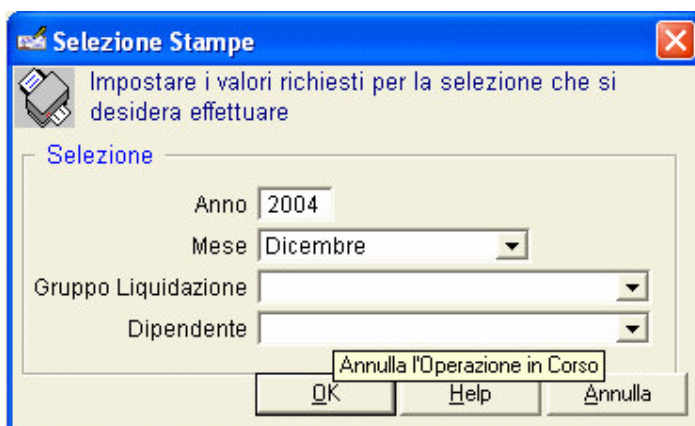 Selezione Stampe
Impostare i valori richiesti per la selezione che si
desidera effettuare
Selezione
Anno 2004
Mese Dicembre
Gruppo Liquidazione
Dipendente
Annulla l'Operazione in Corso
OK Help Annulla